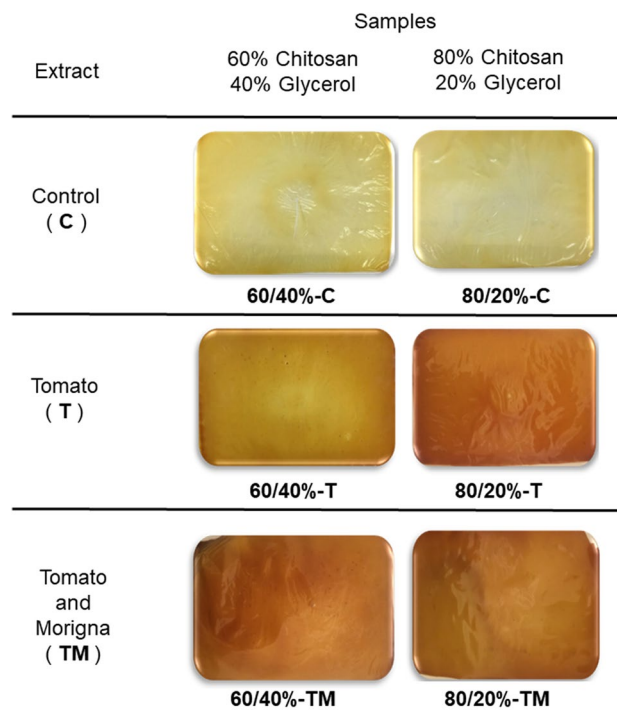 Samples
Extract
60% Chitosan
40% Glycerol
80% Chitosan
20% Glycerol
Control
( C )
60/40%-C
80/20%-C
Tomato
( T )
60/40%-T
80/20%-T
Tomato
and
Morigna
( TM )
60/40%-TM
80/20%-TM